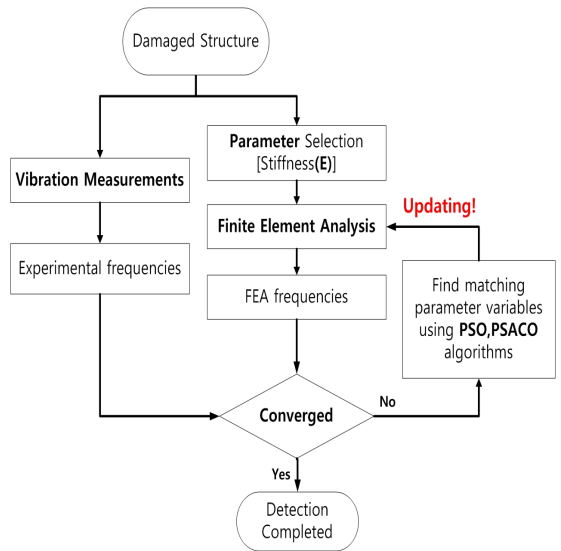 Damaged Structure
Parameter Selection
[Stiffness(E)]
Vibration Measurements
Updating!
Finite Element Analysis
Experimental frequencies
FEA frequencies
Find matching
parameter variables
using PSO,PSACO
algorithms
Converged
No
Yes
Detection
Completed